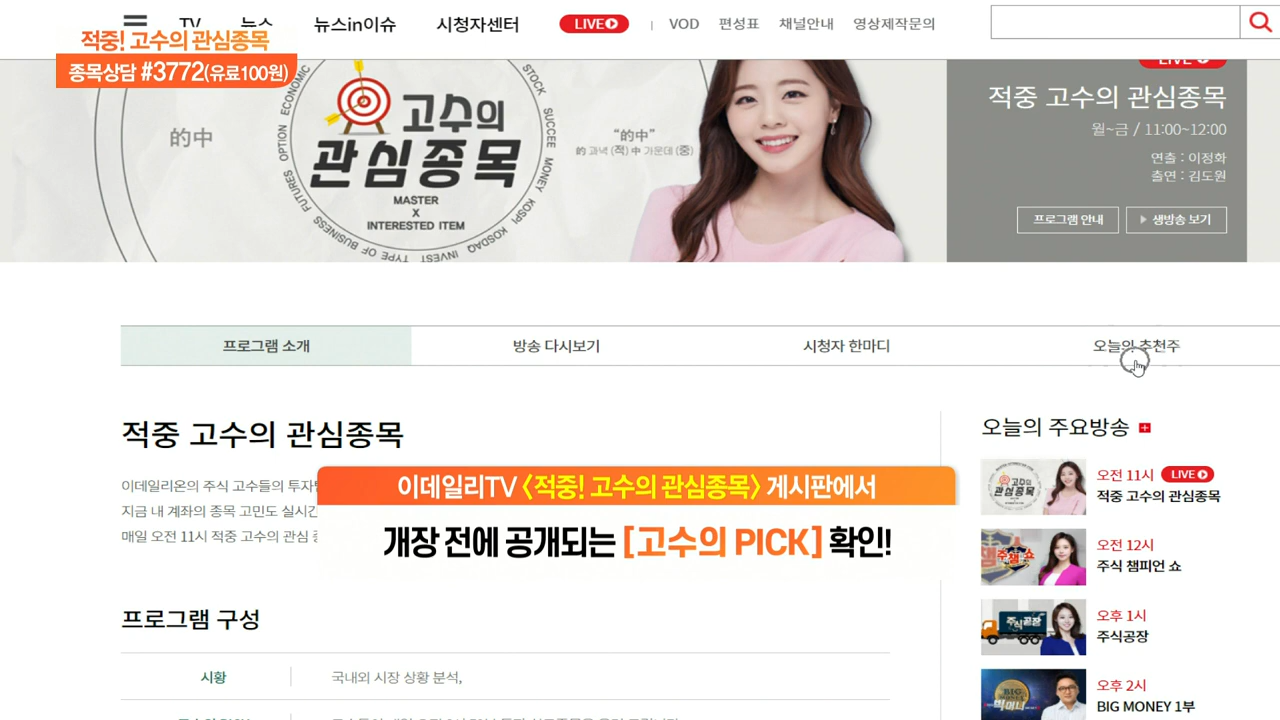 TV 뉴스 뉴스in이슈 시청자센터 LIVE VOD 편성표 채널안내 영상제작문의
적중! 고수의 관심종목
종목상담 #3772(유료100원)
的中
고수의
관심종목
MASTER
X
INTERESTED ITEM
ECONOMIC STOCK SUCCEE MONEY KOSPI KOSDAQ INVEST TYPE OF BUSINESS FUTURES OPTION
“的中”
的 과녁 (적) 中 가운데 (중)
LIVE
적중 고수의 관심종목
월~금 / 11:00~12:00
연출 : 이정화
출연 : 김도원
프로그램 안내 생방송 보기
프로그램 소개 방송 다시보기 시청자 한마디 오늘의 추천주
적중 고수의 관심종목
이데일리온의 주식 고수들의
지금 내 계좌의 종목 고민도
매일 오전 11시 적중 고수의 관심
이데일리TV <적중! 고수의 관심종목> 게시판에서
개장 전에 공개되는 [고수의 PICK] 확인!
프로그램 구성
시황 국내외 시장 상황 분석,
오늘의 주요방송
고수의
관심종목
오전 11시 LIVE
적중 고수의 관심종목
오전 12시
주식 챔피언 쇼
주식공장
오후 1시
주식공장
BIG
오후 2시
BIG MONEY 1부